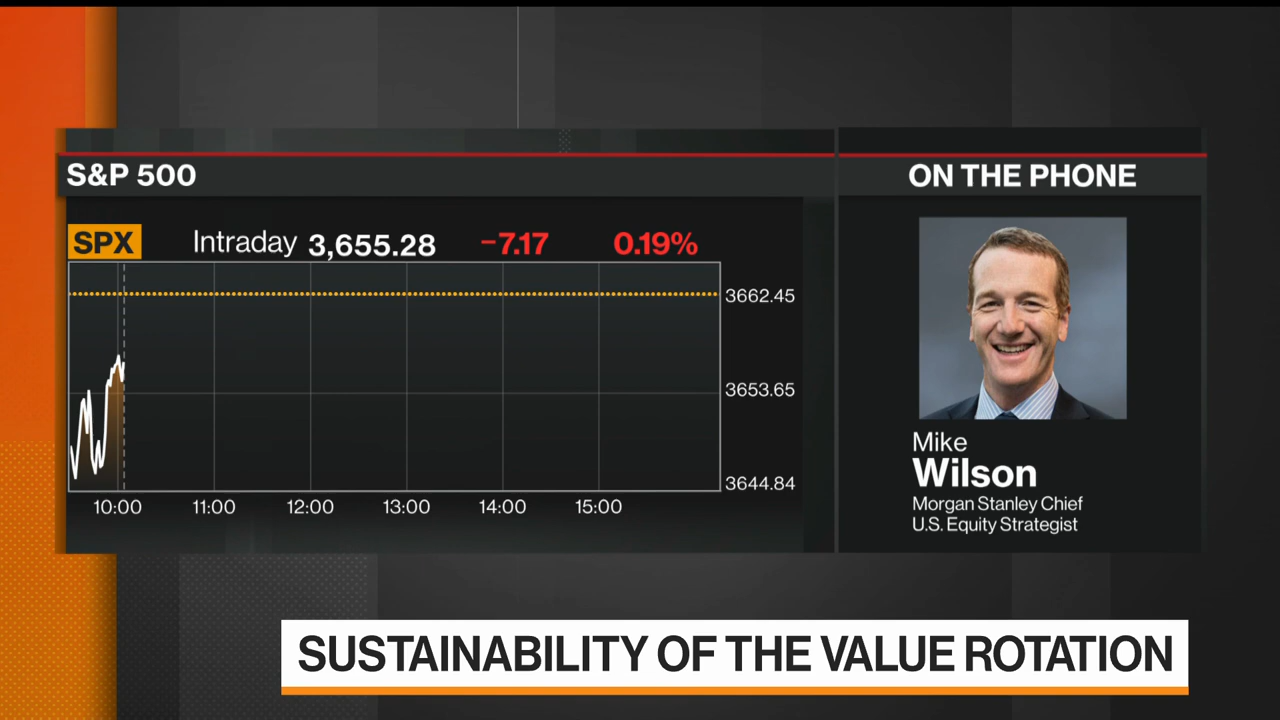 S&P 500
SPX Intraday 3,655.28 −7.17 0.19%
3662.45
3653.65
3644.84
10:00 11:00 12:00 13:00 14:00 15:00
ON THE PHONE
Mike
Wilson
Morgan Stanley Chief
U.S. Equity Strategist
SUSTAINABILITY OF THE VALUE ROTATION